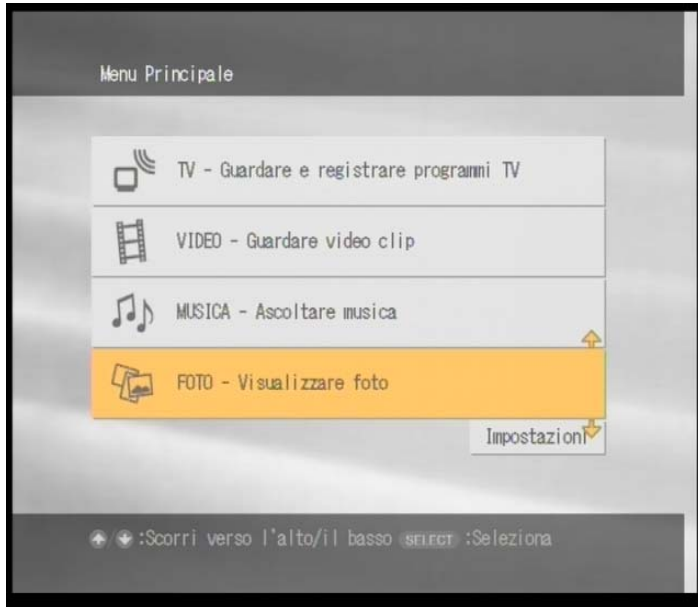 Menu Principale
TV - Guardare e registrare programmi TV
VIDEO - Guardare video clip
MUSICA - Ascoltare musica
FOTO - Visualizzare foto
Impostazioni
/ :Scorri verso l'alto/il basso SELECT :Seleziona